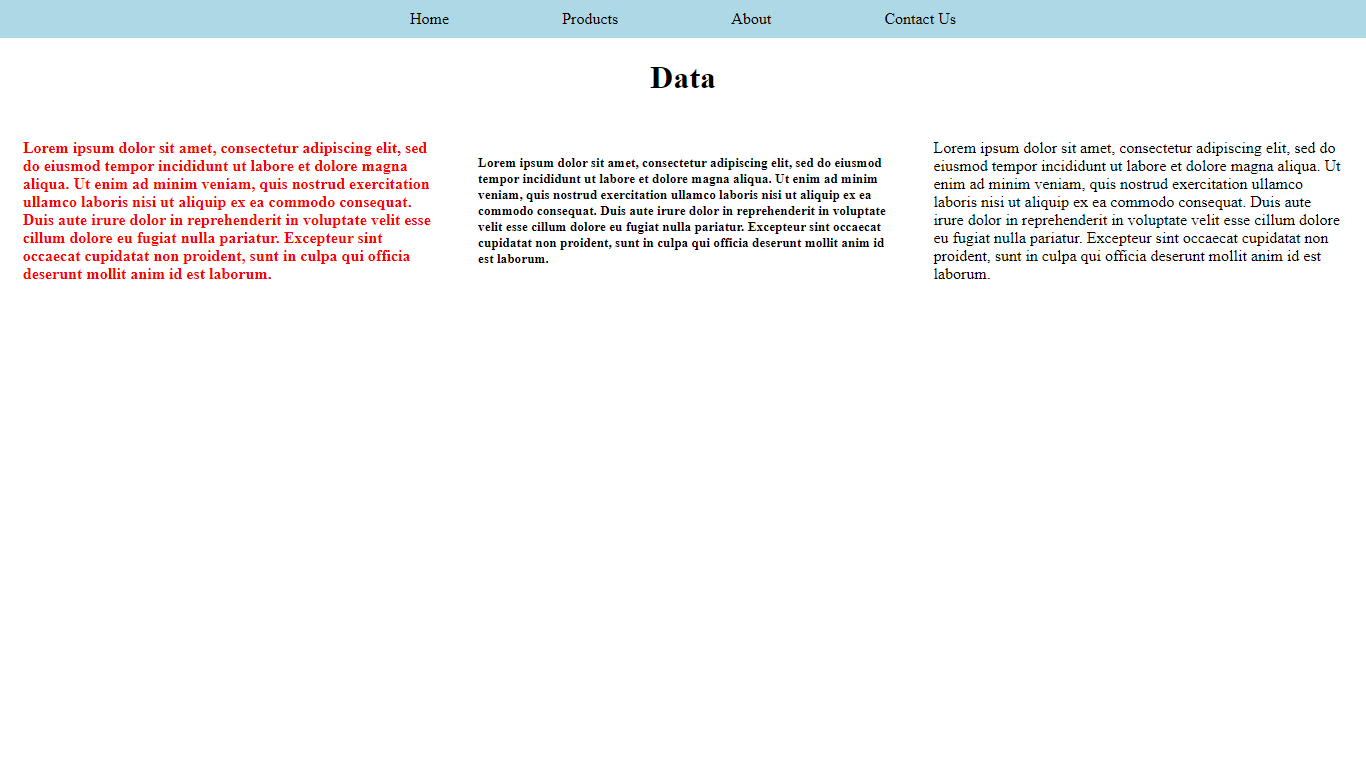 Home Products About Contact Us
Data
Lorem ipsum dolor sit amet, consectetur adipiscing elit, sed
do eiusmod tempor incididunt ut labore et dolore magna
aliqua. Ut enim ad minim veniam, quis nostrud exercitation
ullamco laboris nisi ut aliquip ex ea commodo consequat.
Duis aute irure dolor in reprehenderit in voluptate velit esse
cillum dolore eu fugiat nulla pariatur. Excepteur sint
occaecat cupidatat non proident, sunt in culpa qui officia
deserunt mollit anim id est laborum.
Lorem ipsum dolor sit amet, consectetur adipiscing elit, sed do eiusmod
tempor incididunt ut labore et dolore magna aliqua. Ut enim ad minim
veniam, quis nostrud exercitation ullamco laboris nisi ut aliquip ex ea
commodo consequat. Duis aute irure dolor in reprehenderit in voluptate
velit esse cillum dolore eu fugiat nulla pariatur. Excepteur sint occaecat
cupidatat non proident, sunt in culpa qui officia deserunt mollit anim id
est laborum.
Lorem ipsum dolor sit amet, consectetur adipiscing elit, sed do
eiusmod tempor incididunt ut labore et dolore magna aliqua. Ut
enim ad minim veniam, quis nostrud exercitation ullamco
laboris nisi ut aliquip ex ea commodo consequat. Duis aute
irure dolor in reprehenderit in voluptate velit esse cillum dolore
eu fugiat nulla pariatur. Excepteur sint occaecat cupidatat non
proident, sunt in culpa qui officia deserunt mollit anim id est
laborum.